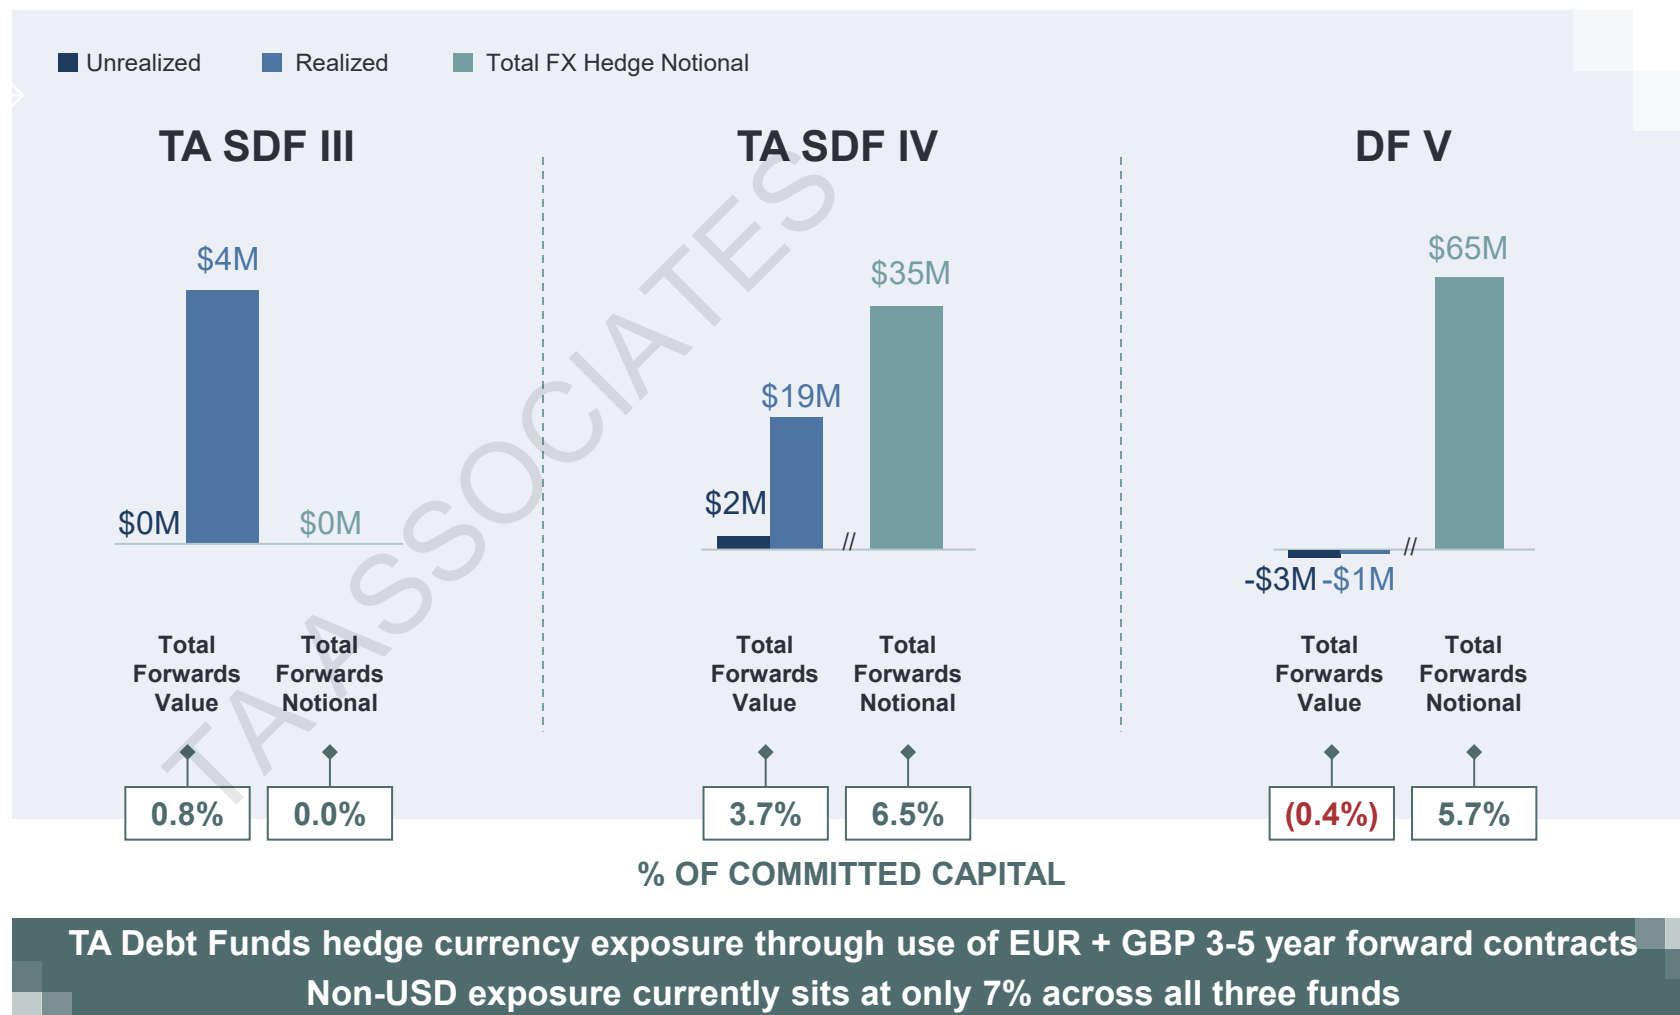 Unrealized
Realized
Total FX Hedge Notional
TA SDF III
TA SDF IV
DF V
$4M
$0M
$0M
$35M
$19M
$2M
//
$65M
//
-$3M
-$1M
Total
Forwards
Value
Total
Forwards
Notional
Total
Forwards
Value
Total
Forwards
Notional
Total
Forwards
Value
Total
Forwards
Notional
0.8%
0.0%
3.7%
6.5%
(0.4%)
5.7%
TA ASSOCIATES
% OF COMMITTED CAPITAL
TA Debt Funds hedge currency exposure through use of EUR + GBP 3-5 year forward contracts
Non-USD exposure currently sits at only 7% across all three funds